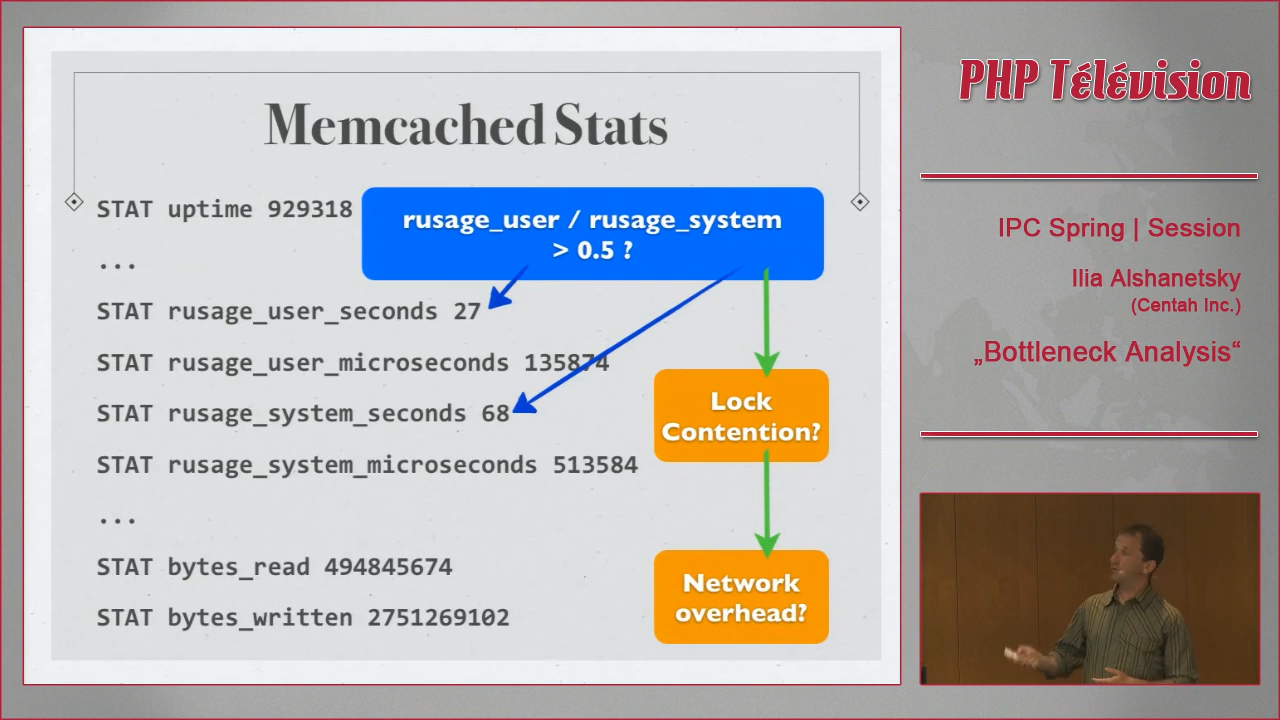 Memcached Stats
STAT uptime 929318
rusage_user / rusage_system
> 0.5 ?
...
STAT rusage_user_seconds 27
STAT rusage_user_microseconds 135874
STAT rusage_system_seconds 68
STAT rusage_system_microseconds 513584
...
STAT bytes_read 494845674
STAT bytes_written 2751269102
Lock
Contention?
Network
overhead?
PHP Télévision
IPC Spring | Session
Ilia Alshanetsky
(Centah Inc.)
„Bottleneck Analysis“